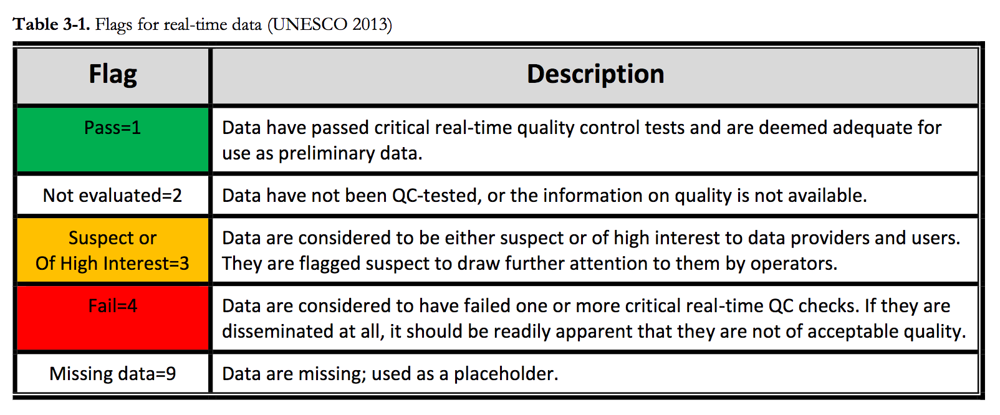 Table 3-1. Flags for real-time data (UNESCO 2013)
Flag
Description
Pass=1
Data have passed critical real-time quality control tests and are deemed adequate for
use as preliminary data.
Not evaluated=2
Data have not been QC-tested, or the information on quality is not available.
Suspect or
Of High Interest=3
Data are considered to be either suspect or of high interest to data providers and users.
They are flagged suspect to draw further attention to them by operators.
Fail=4
Data are considered to have failed one or more critical real-time QC checks. If they are
disseminated at all, it should be readily apparent that they are not of acceptable quality.
Missing data=9
Data are missing; used as a placeholder.